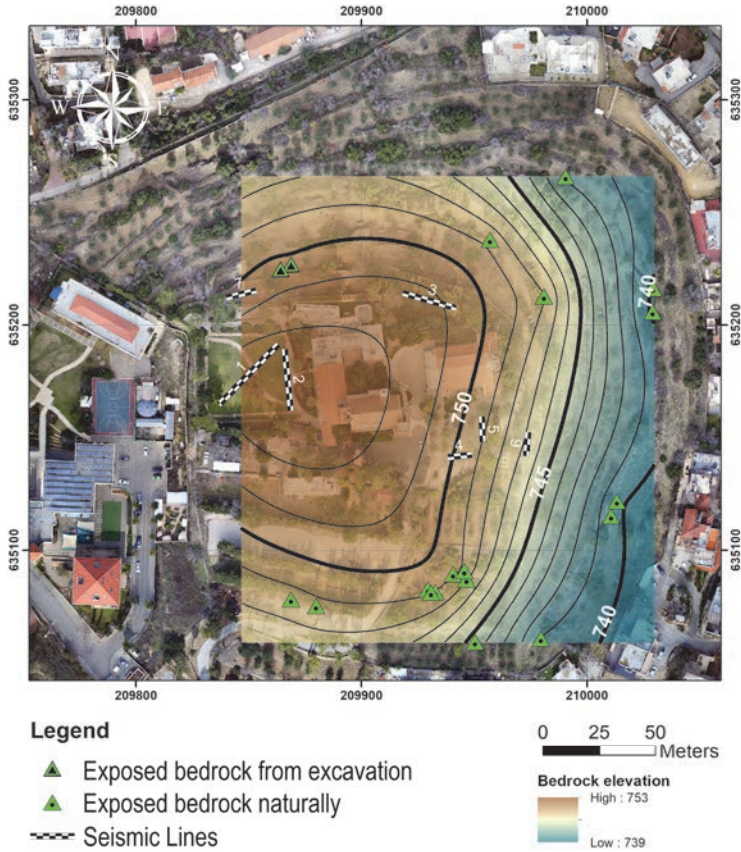 209800 209900 210000
635300
635300
N
W E
S
3
740
635200
635200
1
2
750
5
4
6
745
635100
635100
740
209800 209900 210000
Legend
Exposed bedrock from excavation
Exposed bedrock naturally
Seismic Lines
0 25 50
Meters
Bedrock elevation
High : 753
Low : 739